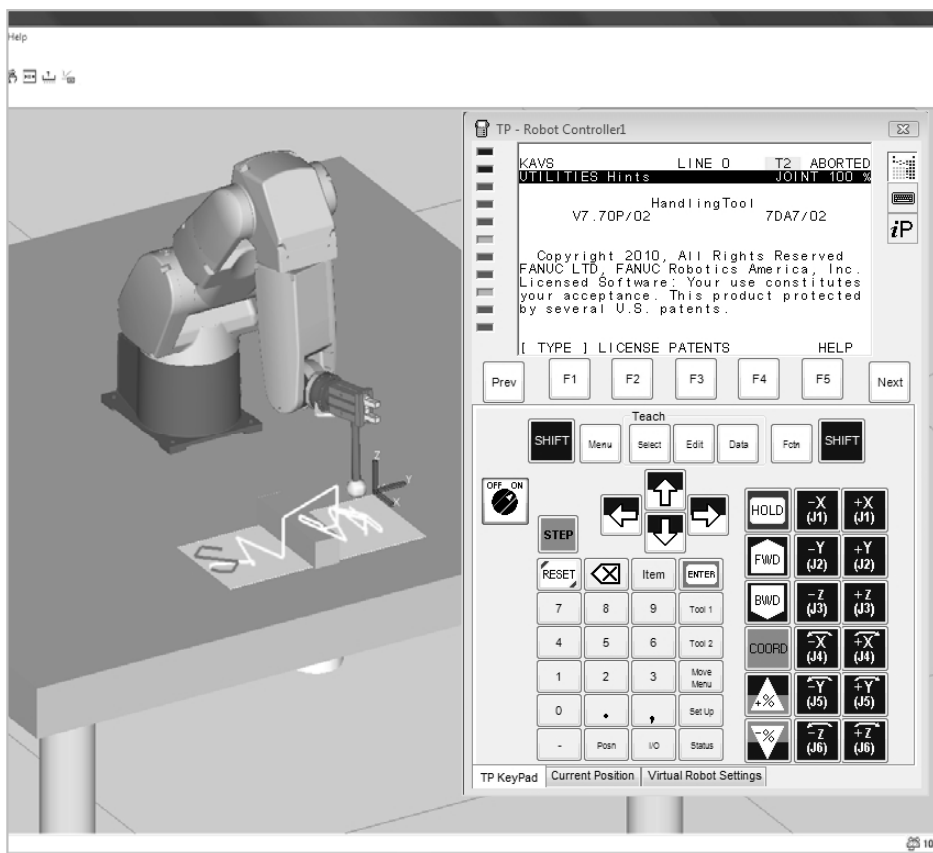 Help
TP - Robot Controller1
KAVS LINE 0 T2 ABORTED
UTILITIES Hints JOINT 100 %
HandlingTool
V7.70P/02 7DA7/02
Copyright 2010, All Rights Reserved
FANUC LTD, FANUC Robotics America, Inc.
Licensed Software: Your use constitutes
your acceptance. This product protected
by several U.S. patents.
[ TYPE ] LICENSE PATENTS HELP
iP
Prev F1 F2 F3 F4 F5 Next
Teach
SHIFT Menu Select Edit Data Fctn SHIFT
OFF ON
STEP
HOLD -X (J1) +X (J1)
FWD -Y (J2) +Y (J2)
BWD -Z (J3) +Z (J3)
COORD -X (J4) +X (J4)
+% -Y (J5) +Y (J5)
-% -Z (J6) +Z (J6)
RESET Item ENTER
7 8 9 Tool 1
4 5 6 Tool 2
1 2 3 Move Menu
0 . , Set Up
- Posn I/O Status
TP KeyPad Current Position Virtual Robot Settings
Z
Y
X
10